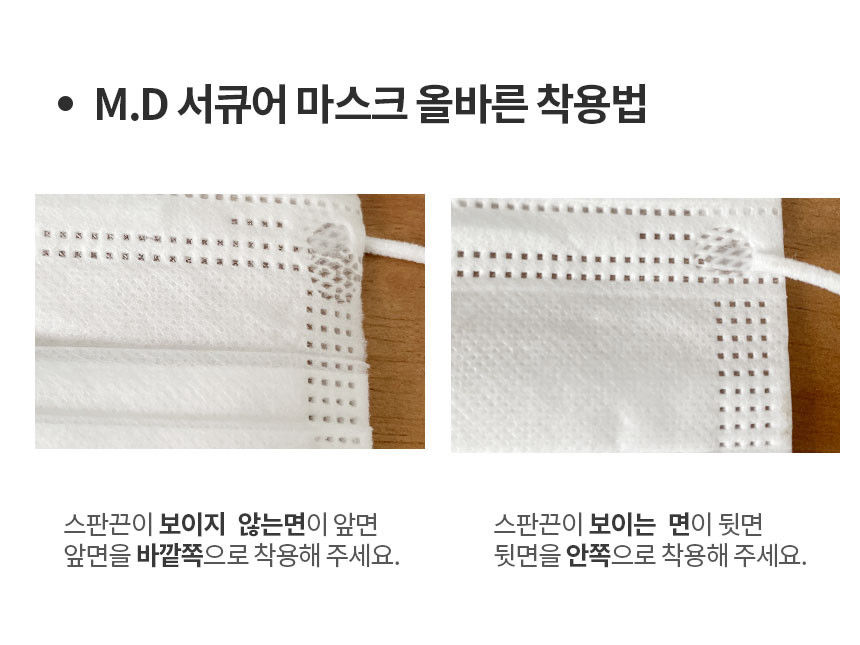 • M.D 서큐어 마스크 올바른 착용법
스판끈이 보이지 않는면이 앞면
앞면을 바깥쪽으로 착용해 주세요.
스판끈이 보이는 면이 뒷면
뒷면을 안쪽으로 착용해 주세요.